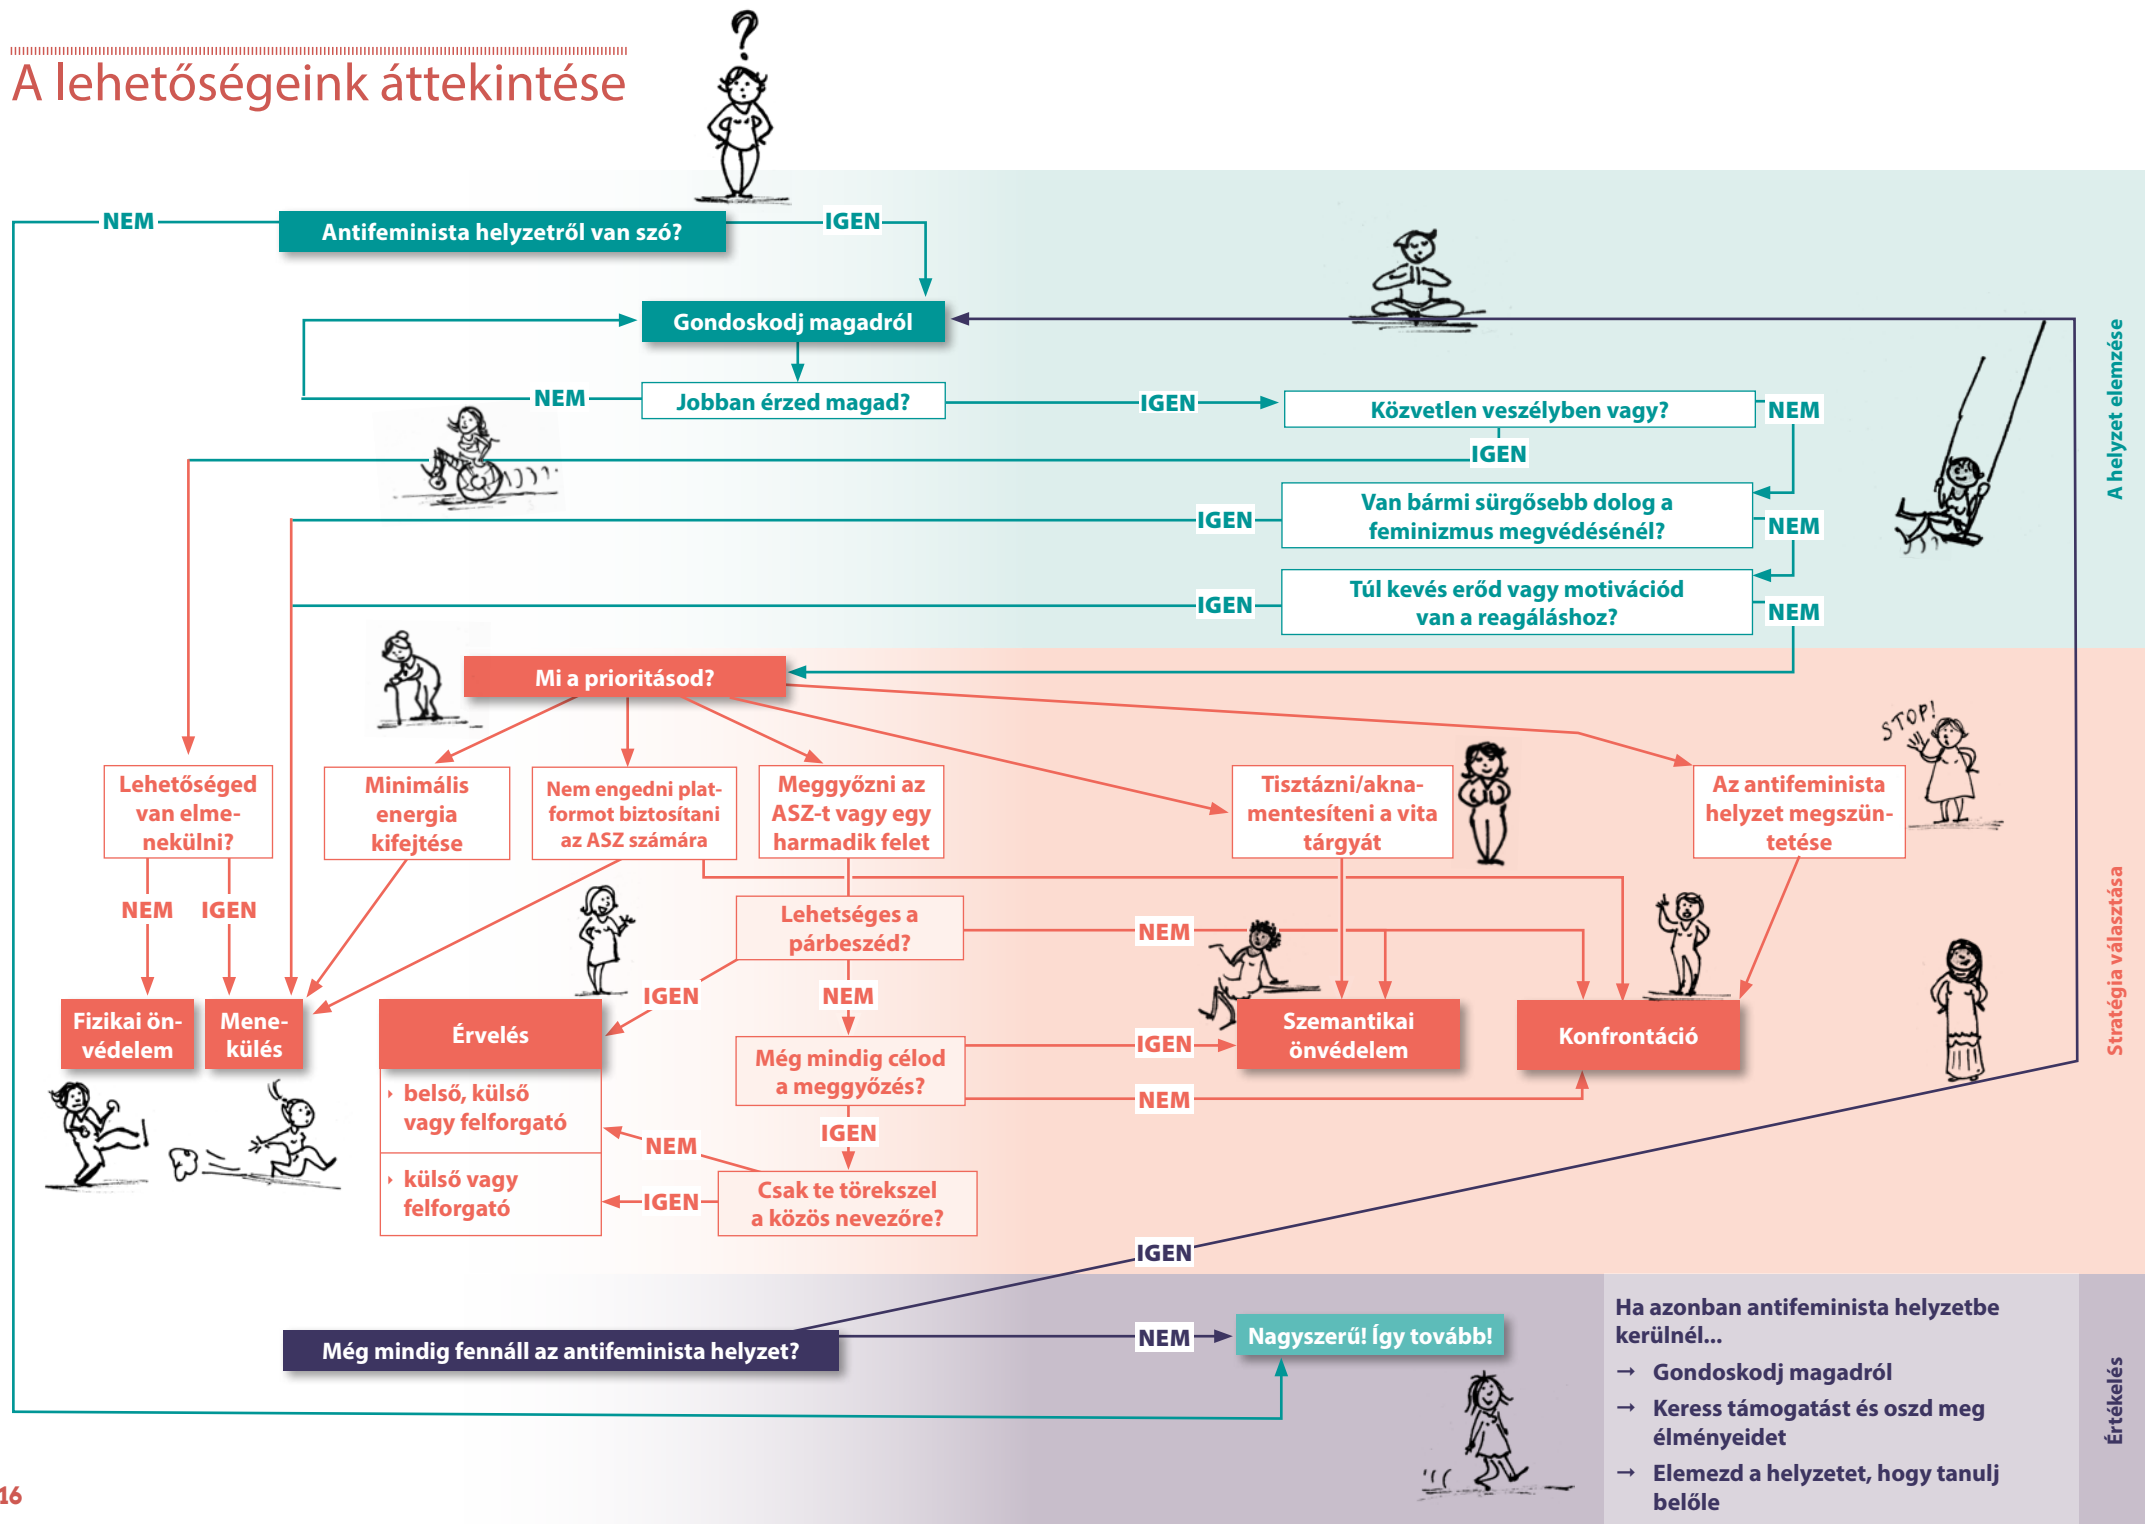 ?
A lehetőségeink áttekintése
NEM
Antifeminista helyzetről van szó?
IGEN
Gondoskodj magadról
NEM
Jobban érzed magad?
IGEN
Közvetlen veszélyben vagy?
NEM
IGEN
IGEN
Van bármi sürgősebb dolog a
feminizmus megvédésénél?
NEM
IGEN
Túl kevés erőd vagy motivációd
van a reagáláshoz?
NEM
A helyzet elemzése
Mi a prioritásod?
STOP!
Lehetőséged
van elme-
nekülni?
Minimális
energia
kifejtése
Nem engedni plat-
formot biztosítani
az ASZ számára
Meggyőzni az
ASZ-t vagy egy
harmadik felet
Tisztázni/akna-
mentesíteni a vita
tárgyát
Az antifeminista
helyzet megszün-
tetése
NEM
IGEN
Lehetséges a
párbeszéd?
NEM
IGEN
NEM
Fizikai ön-
védelem
Mene-
külés
Érvelés
Szemantikai
önvédelem
Konfrontáció
Még mindig célod
a meggyőzés?
IGEN
NEM
‣ belső, külső
vagy felforgató
IGEN
NEM
‣ külső vagy
felforgató
IGEN
Csak te törekszel
a közös nevezőre?
Stratégia választása
IGEN
Még mindig fennáll az antifeminista helyzet?
NEM
Nagyszerű! Így tovább!
Ha azonban antifeminista helyzetbe
kerülnél...
→ Gondoskodj magadról
→ Keress támogatást és oszd meg
élményeidet
→ Elemezd a helyzetet, hogy tanulj
belőle
Értékelés
16